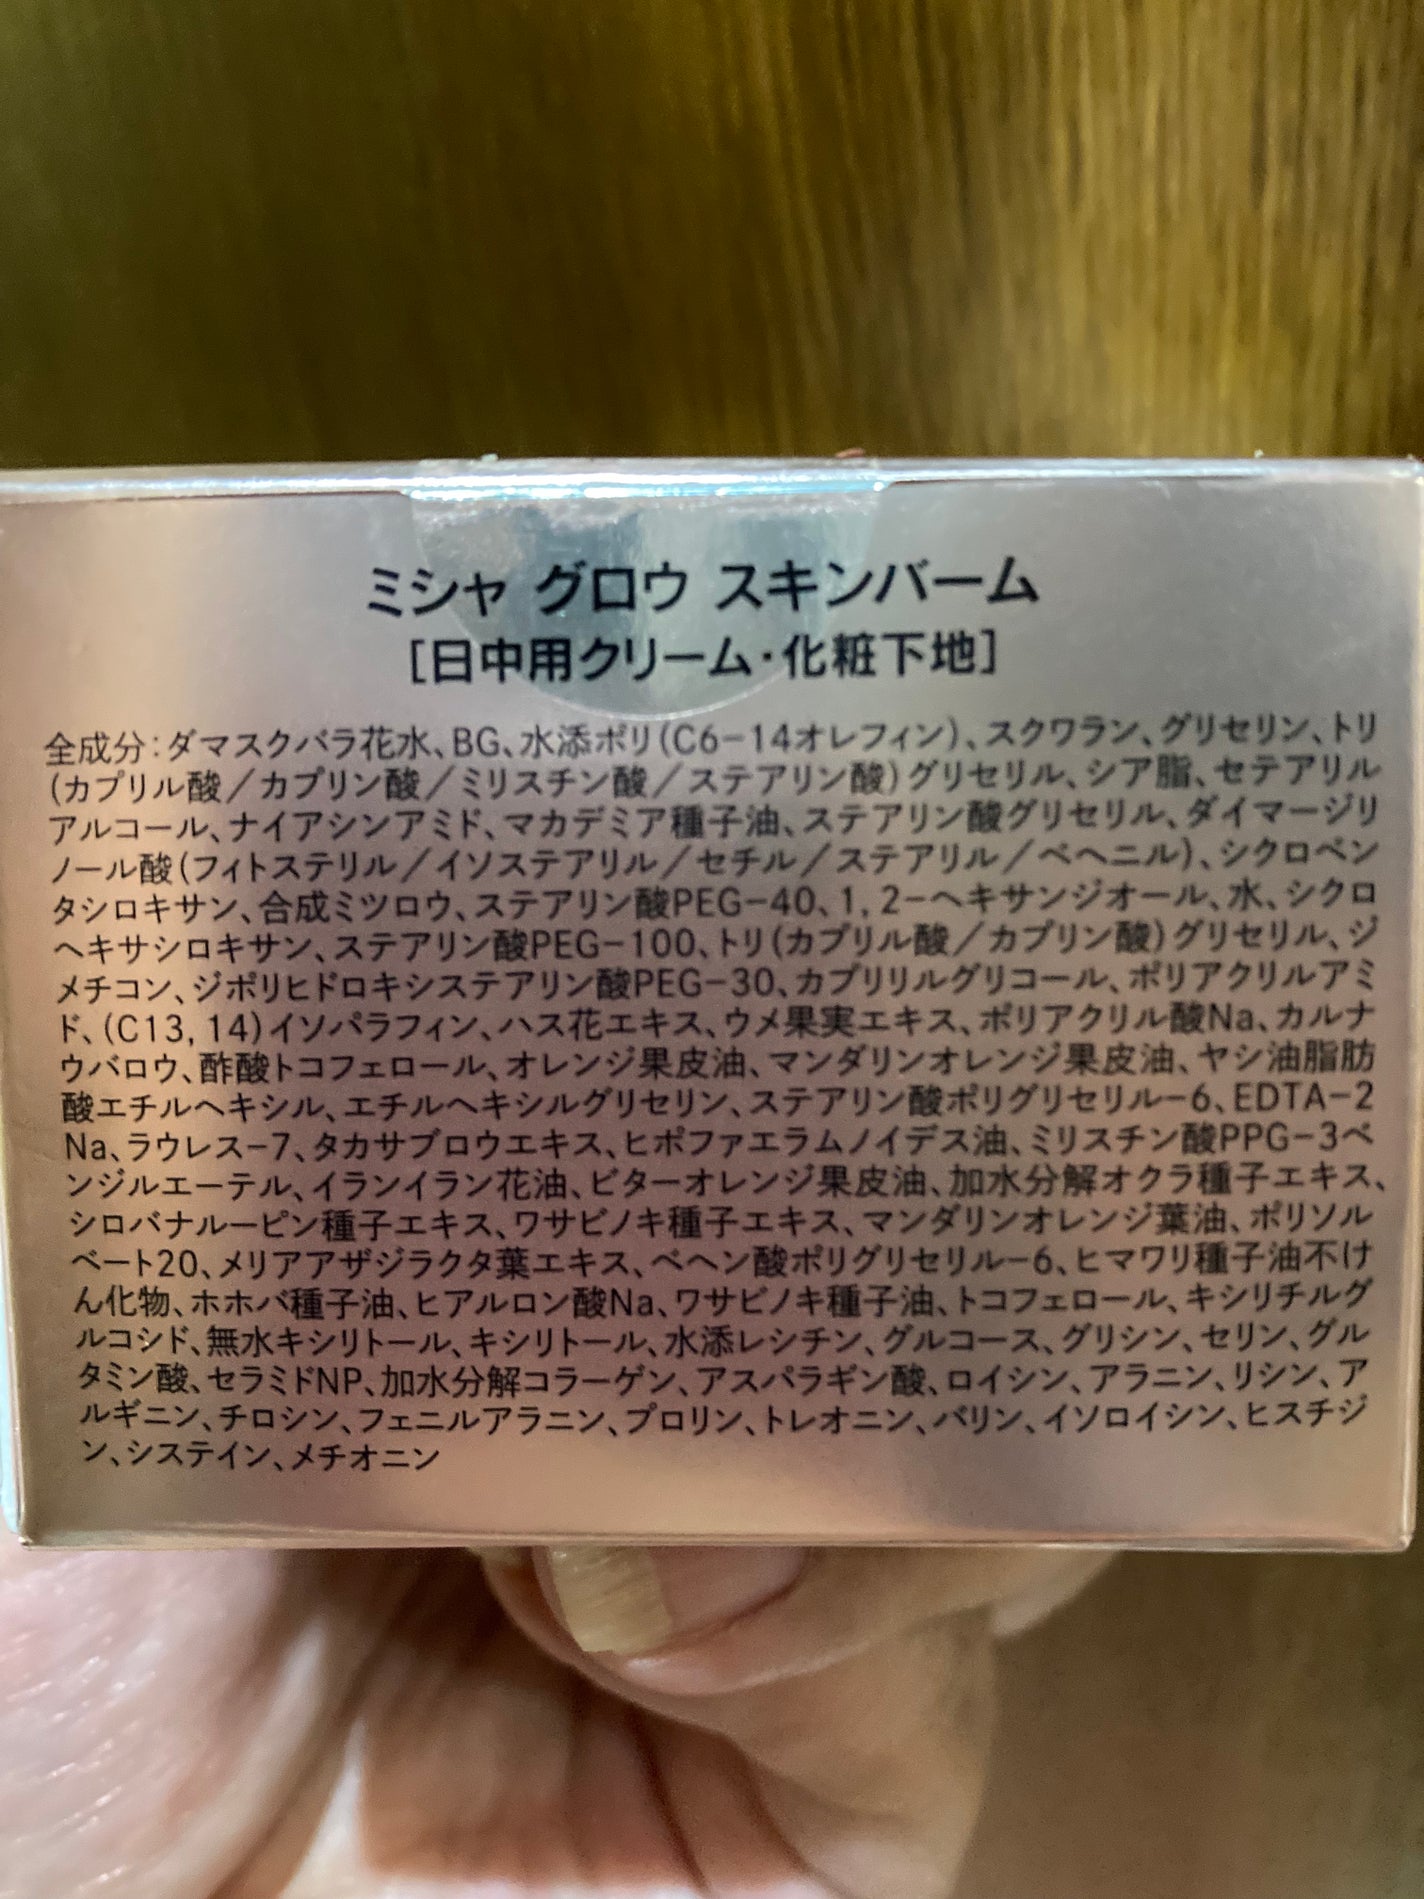 ミシャ グロウ スキンバーム
[日中用クリーム・化粧下地]
全成分：ダマスクバラ花水、BG、水添ポリ(C6−14オレフィン)、スクワラン、グリセリン、トリ
(カプリル酸／カプリン酸／ミリスチン酸／ステアリン酸)グリセリル、シア脂、セテアリル
アルコール、ナイアシンアミド、マカデミア種子油、ステアリン酸グリセリル、ダイマージリ
ノール酸(フィトステリル／イソステアリル／セチル／ステアリル／ベヘニル)、シクロペン
タシロキサン、合成ミツロウ、ステアリン酸PEG−40、1,2−ヘキサンジオール、水、シクロ
ヘキサシロキサン、ステアリン酸PEG−100、トリ(カプリル酸／カプリン酸)グリセリル、ジ
メチコン、ジポリヒドロキシステアリン酸PEG−30、カプリリルグリコール、ポリアクリルアミ
ド、(C13,14)イソパラフィン、ハス花エキス、ウメ果実エキス、ポリアクリル酸Na、カルナ
ウバロウ、酢酸トコフェロール、オレンジ果皮油、マンダリンオレンジ果皮油、ヤシ油脂肪
酸エチルヘキシル、エチルヘキシルグリセリン、ステアリン酸ポリグリセリル−6、EDTA−2
Na、ラウレス−7、タカサブロウエキス、ヒポファエラムノイデス油、ミリスチン酸PPG−3ベ
ンジルエーテル、イランイラン花油、ビターオレンジ果皮油、加水分解オクラ種子エキス、
シロバナルーピン種子エキス、ワサビノキ種子エキス、マンダリンオレンジ葉油、ポリソル
ベート20、メリアアザジラクタ葉エキス、ベヘン酸ポリグリセリル−6、ヒマワリ種子油不け
ん化物、ホホバ種子油、ヒアルロン酸Na、ワサビノキ種子油、トコフェロール、キシリチルグ
ルコシド、無水キシリトール、キシリトール、水添レシチン、グルコース、グリシン、セリン、グル
タミン酸、セラミドNP、加水分解コラーゲン、アスパラギン酸、ロイシン、アラニン、リシン、ア
ルギニン、チロシン、フェニルアラニン、プロリン、トレオニン、バリン、イソロイシン、ヒスチジ
ン、システイン、メチオニン